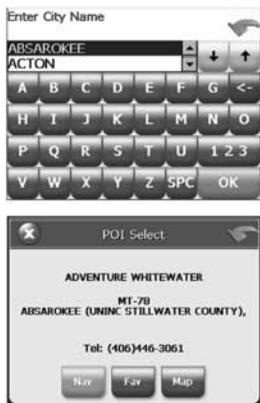 Enter City Name
ABSAROKEE
ACTON
A B C D E F G <-
H I J K L M N O
P Q R S T U 1 2 3
V W X Y Z SPC OK
POI Select
ADVENTURE WHITEWATER
MT-78
ABSAROKEE (UNINC STILLWATER COUNTY),
Tel: (406)446-3061
Nav Fav Map